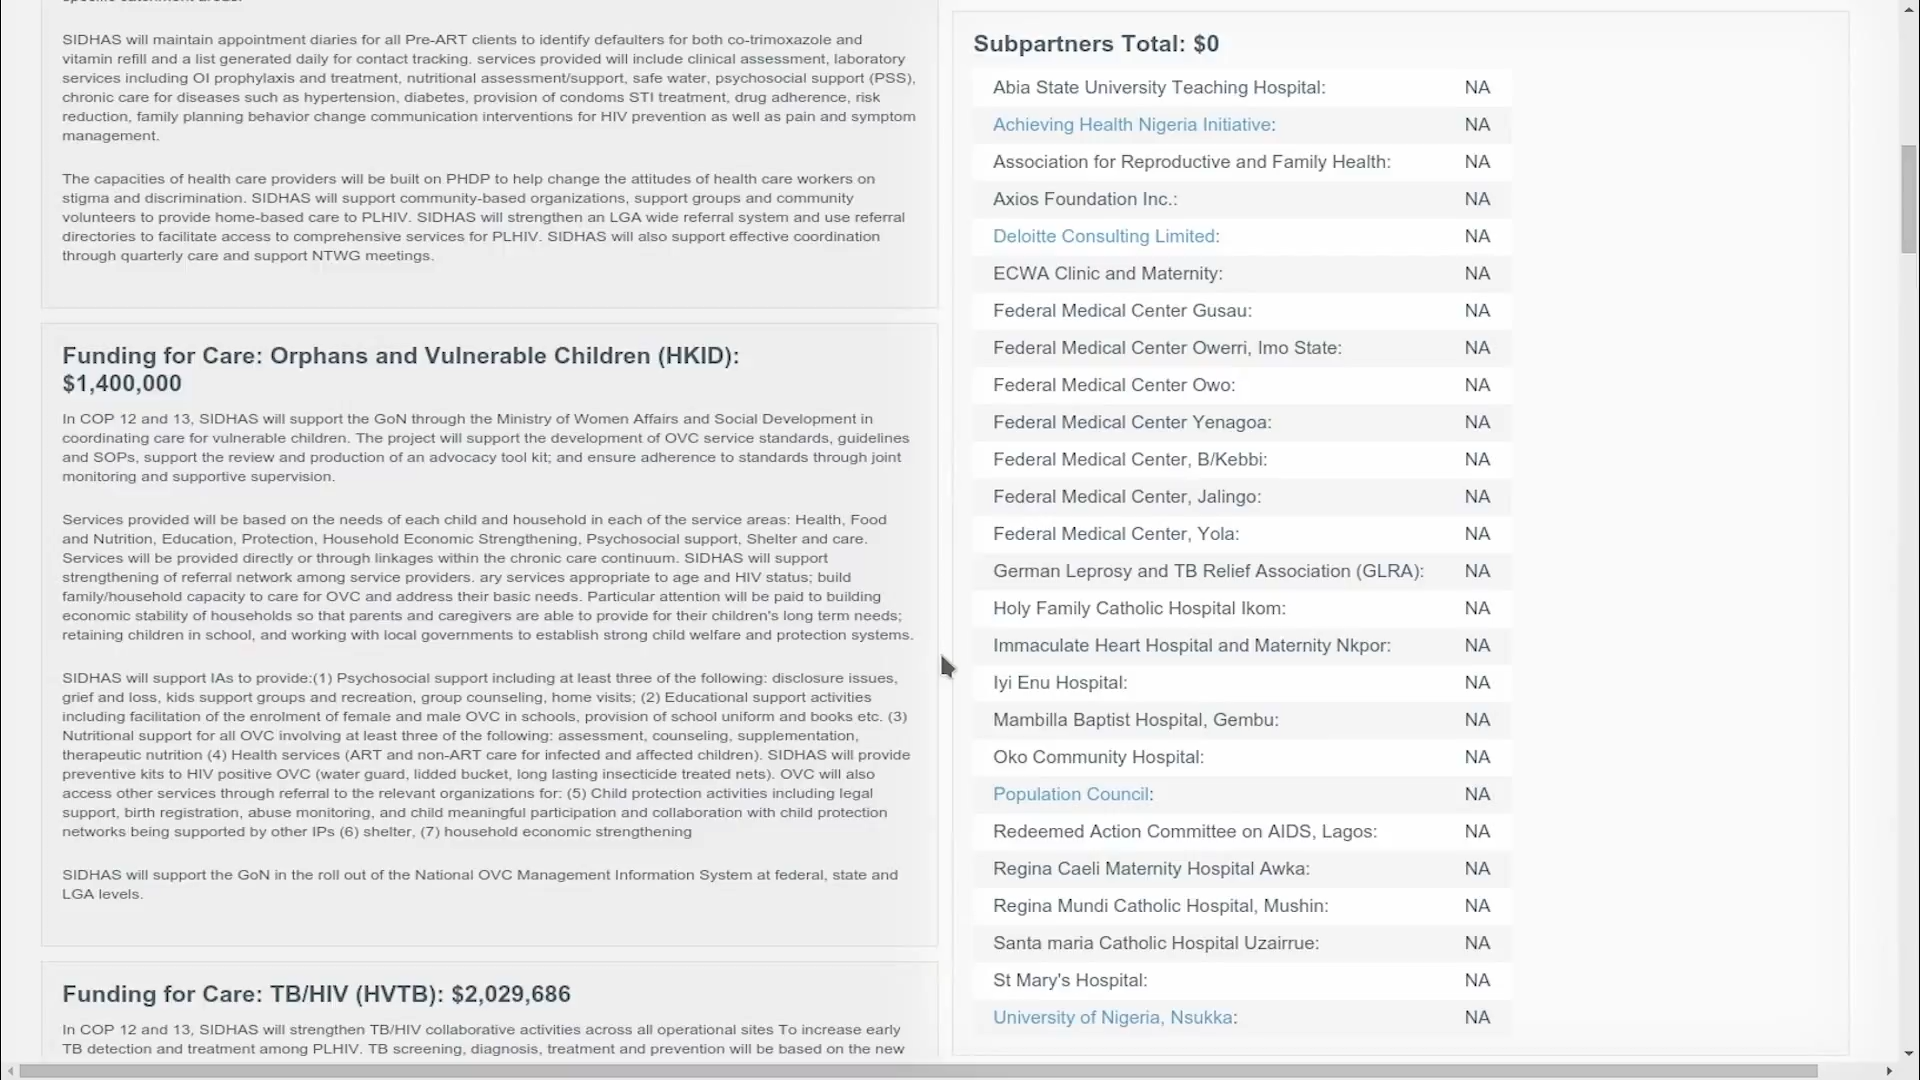 SIDHAS will maintain appointment diaries for all Pre-ART clients to identify defaulters for both co-trimoxazole and
vitamin refill and a list generated daily for contact tracking. services provided will include clinical assessment, laboratory
services including OI prophylaxis and treatment, nutritional assessment/support, safe water, psychosocial support (PSS),
chronic care for diseases such as hypertension, diabetes, provision of condoms STI treatment, drug adherence, risk
reduction, family planning behavior change communication interventions for HIV prevention as well as pain and symptom
management.
The capacities of health care providers will be built on PHDP to help change the attitudes of health care workers on
stigma and discrimination. SIDHAS will support community-based organizations, support groups and community
volunteers to provide home-based care to PLHIV. SIDHAS will strengthen an LGA wide referral system and use referral
directories to facilitate access to comprehensive services for PLHIV. SIDHAS will also support effective coordination
through quarterly care and support NTWG meetings.
Funding for Care: Orphans and Vulnerable Children (HKID):
$1,400,000
In COP 12 and 13, SIDHAS will support the GoN through the Ministry of Women Affairs and Social Development in
coordinating care for vulnerable children. The project will support the development of OVC service standards, guidelines
and SOPs, support the review and production of an advocacy tool kit; and ensure adherence to standards through joint
monitoring and supportive supervision.
Services provided will be based on the needs of each child and household in each of the service areas: Health, Food
and Nutrition, Education, Protection, Household Economic Strengthening, Psychosocial support, Shelter and care.
Services will be provided directly or through linkages within the chronic care continuum. SIDHAS will support
strengthening of referral network among service providers. ary services appropriate to age and HIV status; build
family/household capacity to care for OVC and address their basic needs. Particular attention will be paid to building
economic stability of households so that parents and caregivers are able to provide for their children's long term needs;
retaining children in school, and working with local governments to establish strong child welfare and protection systems.
SIDHAS will support IAs to provide:(1) Psychosocial support including at least three of the following: disclosure issues,
grief and loss, kids support groups and recreation, group counseling, home visits; (2) Educational support activities
including facilitation of the enrolment of female and male OVC in schools, provision of school uniform and books etc. (3)
Nutritional support for all OVC involving at least three of the following: assessment, counseling, supplementation,
therapeutic nutrition (4) Health services (ART and non-ART care for infected and affected children). SIDHAS will provide
preventive kits to HIV positive OVC (water guard, lidded bucket, long lasting insecticide treated nets). OVC will also
access other services through referral to the relevant organizations for: (5) Child protection activities including legal
support, birth registration, abuse monitoring, and child meaningful participation and collaboration with child protection
networks being supported by other IPs (6) shelter, (7) household economic strengthening
SIDHAS will support the GoN in the roll out of the National OVC Management Information System at federal, state and
LGA levels.
Funding for Care: TB/HIV (HVTB): $2,029,686
In COP 12 and 13, SIDHAS will strengthen TB/HIV collaborative activities across all operational sites To increase early
TB detection and treatment among PLHIV. TB screening, diagnosis, treatment and prevention will be based on the new
Subpartners Total: $0
Abia State University Teaching Hospital: NA
Achieving Health Nigeria Initiative: NA
Association for Reproductive and Family Health: NA
Axios Foundation Inc.: NA
Deloitte Consulting Limited: NA
ECWA Clinic and Maternity: NA
Federal Medical Center Gusau: NA
Federal Medical Center Owerri, Imo State: NA
Federal Medical Center Owo: NA
Federal Medical Center Yenagoa: NA
Federal Medical Center, B/Kebbi: NA
Federal Medical Center, Jalingo: NA
Federal Medical Center, Yola: NA
German Leprosy and TB Relief Association (GLRA): NA
Holy Family Catholic Hospital Ikom: NA
Immaculate Heart Hospital and Maternity Nkpor: NA
Iyi Enu Hospital: NA
Mambilla Baptist Hospital, Gembu: NA
Oko Community Hospital: NA
Population Council: NA
Redeemed Action Committee on AIDS, Lagos: NA
Regina Caeli Maternity Hospital Awka: NA
Regina Mundi Catholic Hospital, Mushin: NA
Santa maria Catholic Hospital Uzairrue: NA
St Mary's Hospital: NA
University of Nigeria, Nsukka: NA